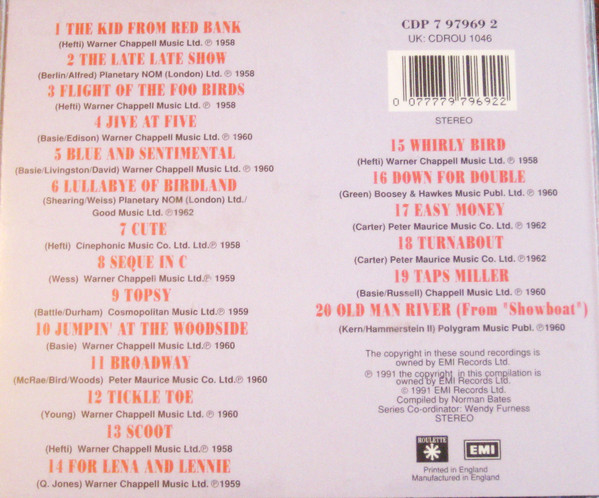 1 THE KID FROM RED BANK
(Hefti) Warner Chappell Music Ltd. ℗ 1958
2 THE LATE LATE SHOW
(Berlin/Alfred) Planetary NOM (London) Ltd. ℗ 1958
3 FLIGHT OF THE FOO BIRDS
(Hefti) Warner Chappell Music Ltd. ℗ 1958
4 JIVE AT FIVE
(Basie/Edison) Warner Chappell Music Ltd. ℗ 1960
5 BLUE AND SENTIMENTAL
(Basie/Livingston/David) Warner Chappell Music Ltd. ℗ 1960
6 LULLABYE OF BIRDLAND
(Shearing/Weiss) Planetary NOM (London) Ltd./
Good Music Ltd. ℗1962
7 CUTE
(Hefti) Cinephonic Music Co. Ltd. ℗ 1958
8 SEQUE IN C
(Wess) Warner Chappell Music Ltd. ℗ 1959
9 TOPSY
(Battle/Durham) Cosmopolitan Music Ltd. ℗ 1959
10 JUMPIN' AT THE WOODSIDE
(Basie) Warner Chappell Music Ltd. ℗ 1960
11 BROADWAY
(McRae/Bird/Woods) Peter Maurice Music Co. Ltd.℗ 1960
12 TICKLE TOE
(Young) Warner Chappell Music Ltd. ℗ 1960
13 SCOOT
(Hefti) Warner Chappell Music Ltd.℗ 1958
14 FOR LENA AND LENNIE
(Q. Jones) Warner Chappell Music Ltd. ℗1959
CDP 7 97969 2
UK: CDROU 1046
0 077779 796922
STEREO
15 WHIRLY BIRD
(Hefti) Warner Chappell Music Ltd. ℗ 1958
16 DOWN FOR DOUBLE
(Green) Boosey & Hawkes Music Publ. Ltd. ℗ 1960
17 EASY MONEY
(Carter) Peter Maurice Music Co. Ltd. ℗ 1962
18 TURNABOUT
(Carter) Peter Maurice Music Co. Ltd. ℗ 1962
19 TAPS MILLER
(Basie/Russell) Warner Chappell Music Ltd. ℗ 1960
20 OLD MAN RIVER (From "Showboat")
(Kern/Hammerstein II) Polygram Music Publ. ℗1960
The copyright in these sound recordings is
owned by EMI Records Ltd.
℗ 1991 the copyright in this compilation is
owned by EMI Records Ltd.
© 1991 EMI Records Ltd.
Compiled by Norman Bates
Series Co-ordinator: Wendy Furness
STEREO
ROULETTE
EMI
Printed in England
Manufactured in England